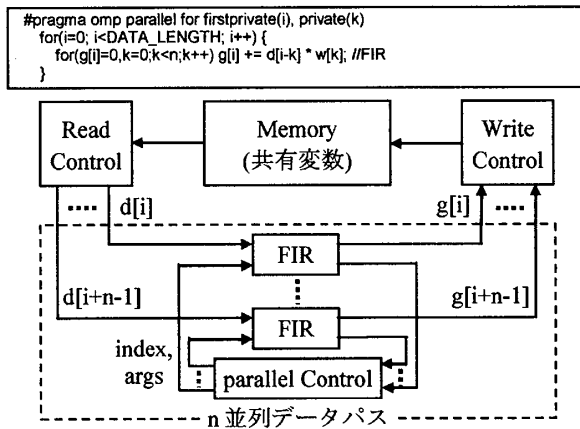 #pragma omp parallel for firstprivate(i), private(k)
for(i=0; i<DATA_LENGTH; i++) {
for(g[i]=0,k=0;k<n;k++) g[i] += d[i-k] * w[k]; //FIR
}
Read
Control
Memory
(共有変数)
Write
Control
d[i]
g[i]
FIR
d[i+n-1]
g[i+n-1]
FIR
index,
args
parallel Control
n 並列データパス